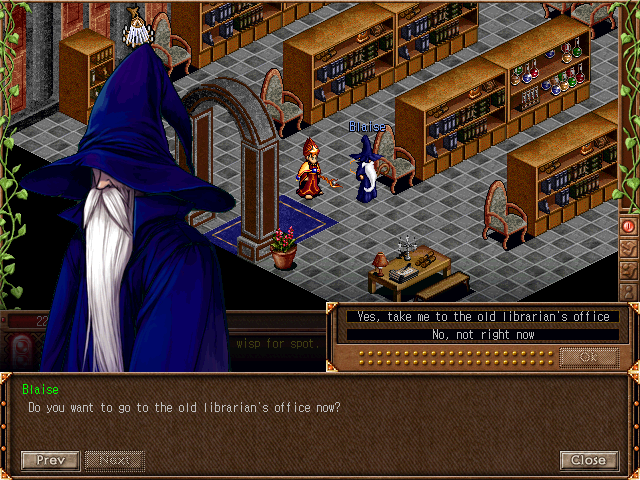 Blaise
22
wisp for spot.
Yes, take me to the old librarian's office
No, not right now
Ok
Blaise
Do you want to go to the old librarian's office now?
Prev
Next
Close